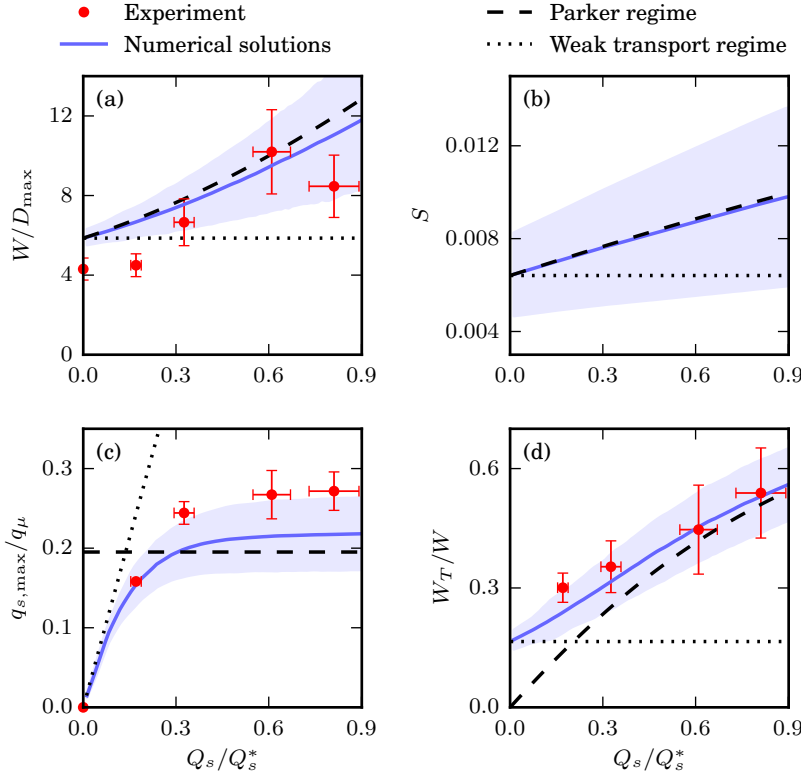 Experiment
Numerical solutions
Parker regime
Weak transport regime
(a)
W/D_max
12
8
4
0
0.0 0.3 0.6 0.9
(b)
S
0.012
0.008
0.004
0.0 0.3 0.6 0.9
(c)
q_{s,max}/q_μ
0.3
0.2
0.1
0.0
0.0 0.3 0.6 0.9
Q_s/Q_s^*
(d)
W_T/W
0.6
0.3
0.0
0.0 0.3 0.6 0.9
Q_s/Q_s^*